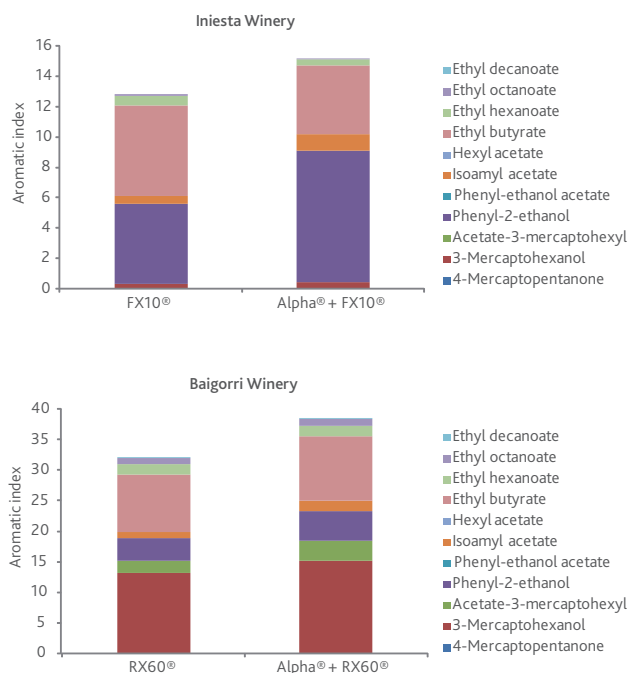 Iniesta Winery
16
14
12
10
8
6
4
2
0
Aromatic index
FX10®
Alpha® + FX10®
Ethyl decanoate
Ethyl octanoate
Ethyl hexanoate
Ethyl butyrate
Hexyl acetate
Isoamyl acetate
Phenyl-ethanol acetate
Phenyl-2-ethanol
Acetate-3-mercaptohexyl
3-Mercaptohexanol
4-Mercaptopentanone
Baigorri Winery
40
35
30
25
20
15
10
5
0
Aromatic index
RX60®
Alpha® + RX60®
Ethyl decanoate
Ethyl octanoate
Ethyl hexanoate
Ethyl butyrate
Hexyl acetate
Isoamyl acetate
Phenyl-ethanol acetate
Phenyl-2-ethanol
Acetate-3-mercaptohexyl
3-Mercaptohexanol
4-Mercaptopentanone